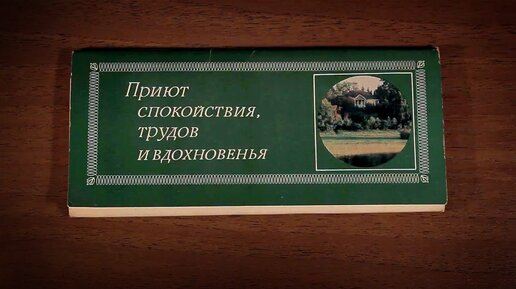 Приют
спокойствия,
трудов
и вдохновенья